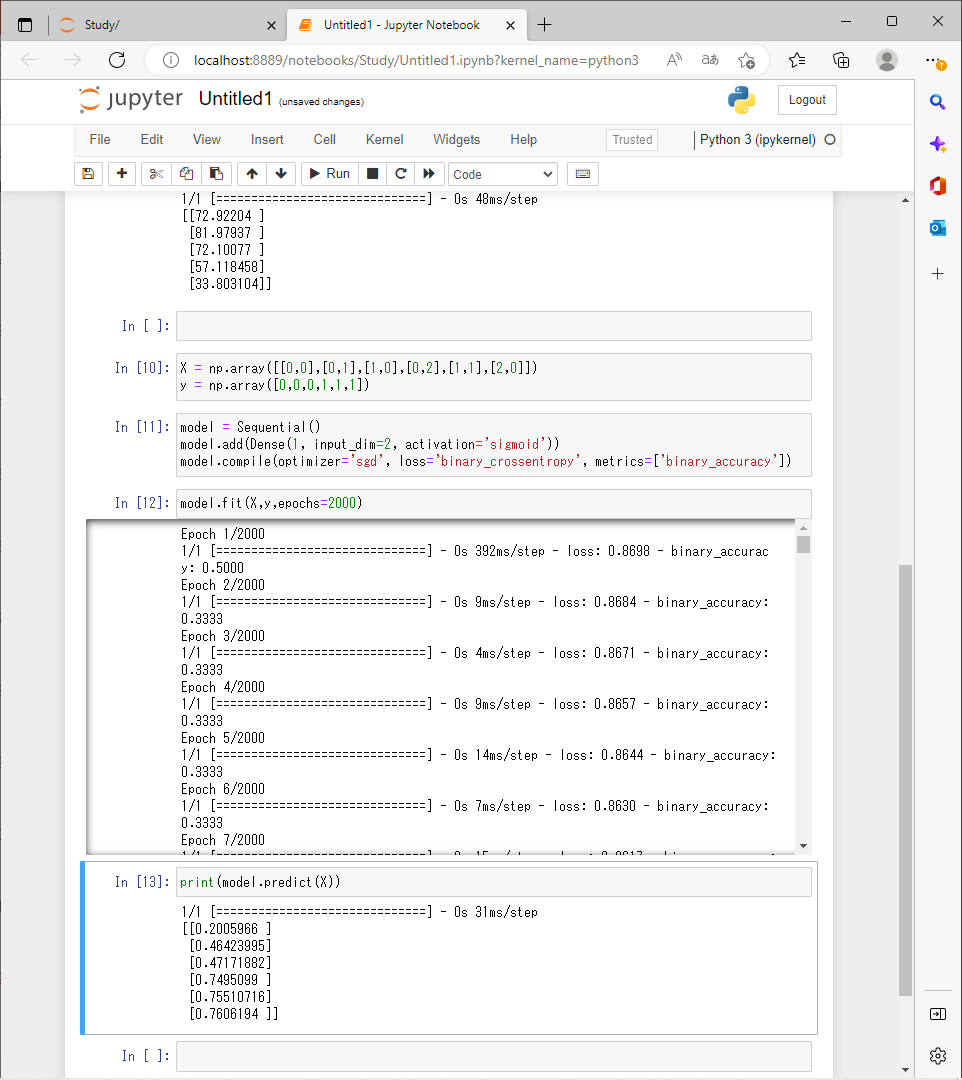 Study/
Untitled1 - Jupyter Notebook
localhost:8889/notebooks/Study/Untitled1.ipynb?kernel_name=python3
jupyter Untitled1 (unsaved changes)
Logout
File Edit View Insert Cell Kernel Widgets Help
Trusted
Python 3 (ipykernel)
Run
Code
1/1 [==============================] - 0s 48ms/step
[[72.92204 ]
[81.97937 ]
[72.10077 ]
[57.118458]
[33.803104]]
In [ ]:
In [10]: X = np.array([[0,0],[0,1],[1,0],[0,2],[1,1],[2,0]])
y = np.array([0,0,0,1,1,1])
In [11]: model = Sequential()
model.add(Dense(1, input_dim=2, activation='sigmoid'))
model.compile(optimizer='sgd', loss='binary_crossentropy', metrics=['binary_accuracy'])
In [12]: model.fit(X,y,epochs=2000)
Epoch 1/2000
1/1 [==============================] - 0s 392ms/step - loss: 0.8698 - binary_accurac
y: 0.5000
Epoch 2/2000
1/1 [==============================] - 0s 9ms/step - loss: 0.8684 - binary_accuracy:
0.3333
Epoch 3/2000
1/1 [==============================] - 0s 4ms/step - loss: 0.8671 - binary_accuracy:
0.3333
Epoch 4/2000
1/1 [==============================] - 0s 9ms/step - loss: 0.8657 - binary_accuracy:
0.3333
Epoch 5/2000
1/1 [==============================] - 0s 14ms/step - loss: 0.8644 - binary_accuracy:
0.3333
Epoch 6/2000
1/1 [==============================] - 0s 7ms/step - loss: 0.8630 - binary_accuracy:
0.3333
Epoch 7/2000
In [13]: print(model.predict(X))
1/1 [==============================] - 0s 31ms/step
[[0.2005966 ]
[0.46423995]
[0.47171882]
[0.7495099 ]
[0.75510716]
[0.7606194 ]]
In [ ]: